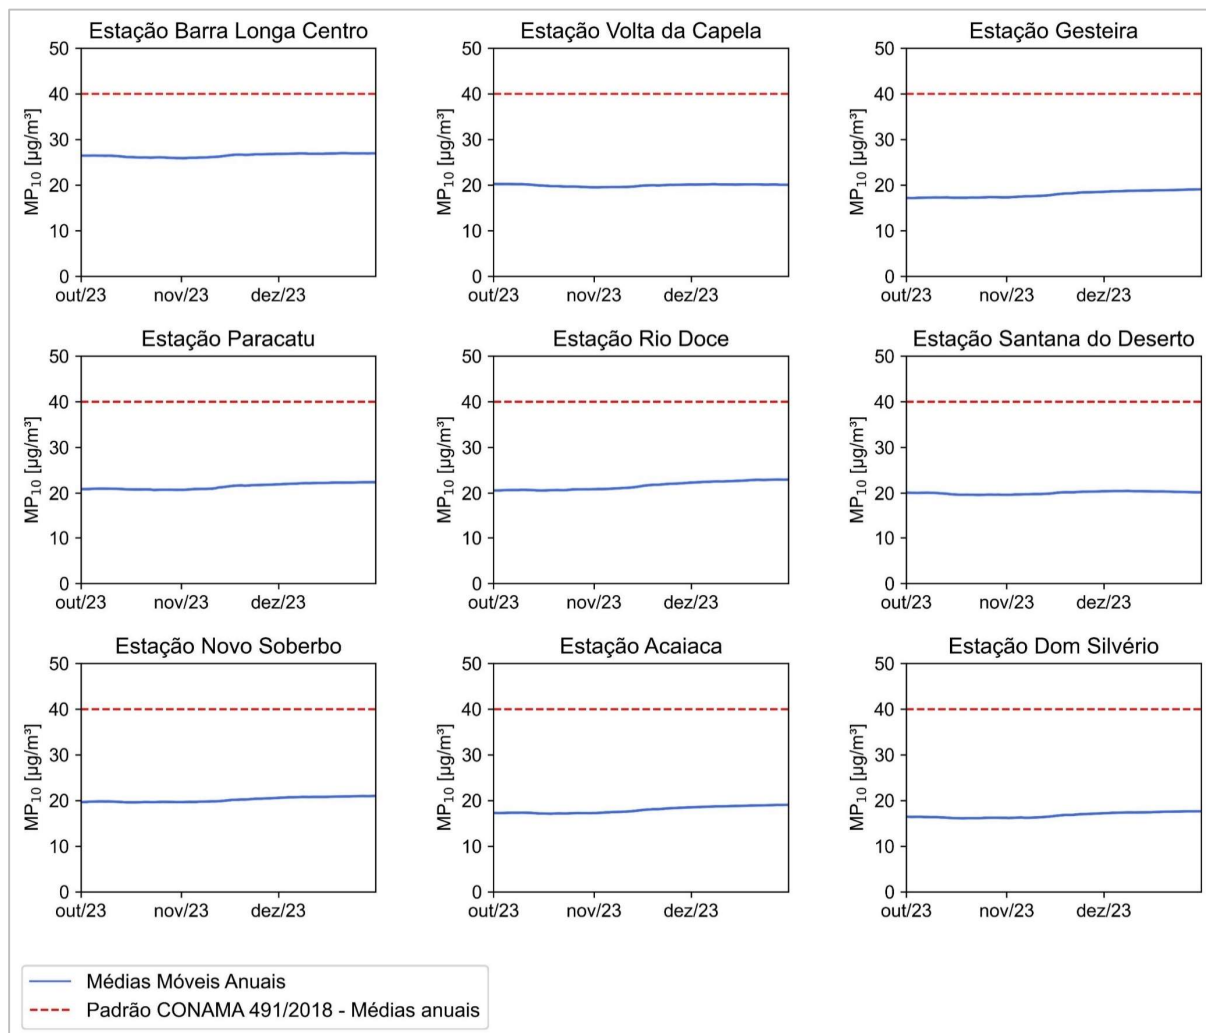 Estação Barra Longa Centro
50
40
30
20
10
0
MP₁₀ [µg/m³]
out/23 nov/23 dez/23
Estação Volta da Capela
50
40
30
20
10
0
MP₁₀ [µg/m³]
out/23 nov/23 dez/23
Estação Gesteira
50
40
30
20
10
0
MP₁₀ [µg/m³]
out/23 nov/23 dez/23
Estação Paracatu
50
40
30
20
10
0
MP₁₀ [µg/m³]
out/23 nov/23 dez/23
Estação Rio Doce
50
40
30
20
10
0
MP₁₀ [µg/m³]
out/23 nov/23 dez/23
Estação Santana do Deserto
50
40
30
20
10
0
MP₁₀ [µg/m³]
out/23 nov/23 dez/23
Estação Novo Soberbo
50
40
30
20
10
0
MP₁₀ [µg/m³]
out/23 nov/23 dez/23
Estação Acaiaca
50
40
30
20
10
0
MP₁₀ [µg/m³]
out/23 nov/23 dez/23
Estação Dom Silvério
50
40
30
20
10
0
MP₁₀ [µg/m³]
out/23 nov/23 dez/23
Médias Móveis Anuais
Padrão CONAMA 491/2018 - Médias anuais